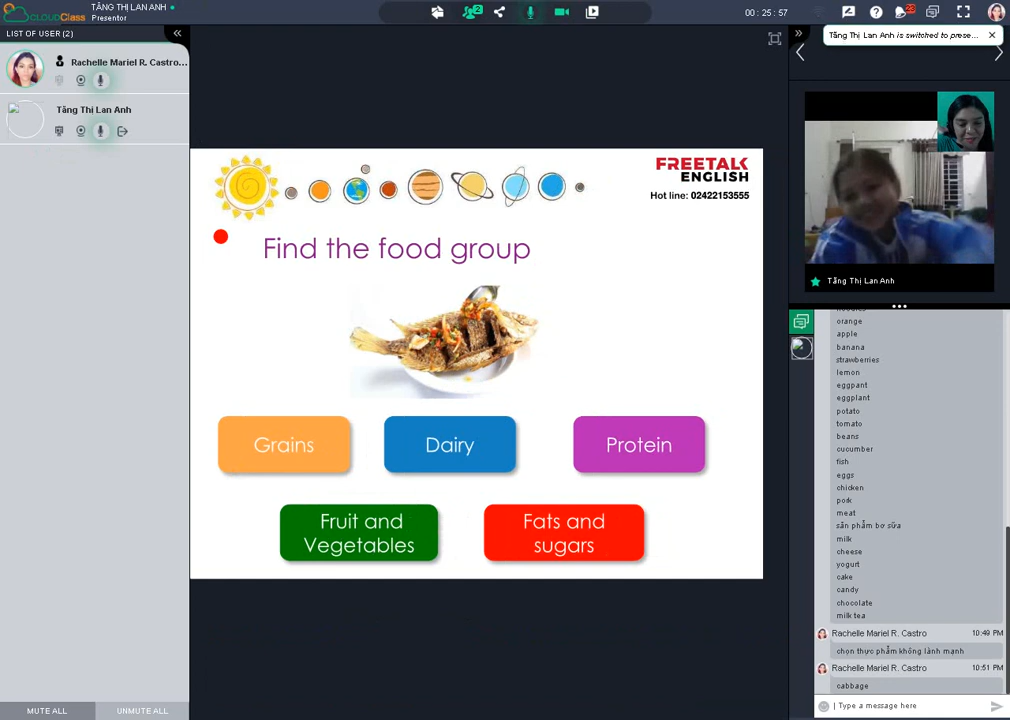 CLOUDCLASS
TĂNG THỊ LAN ANH
Presentor
2
00 : 25 : 57
23
LIST OF USER (2)
Rachelle Mariel R. Castro...
Tăng Thị Lan Anh
Tăng Thị Lan Anh is switched to prese...
FREETALK
ENGLISH
Hot line: 02422153555
Find the food group
Grains
Dairy
Protein
Fruit and
Vegetables
Fats and
sugars
Tăng Thị Lan Anh
orange
apple
banana
strawberries
lemon
eggpant
eggplant
potato
tomato
beans
cucumber
fish
eggs
chicken
pork
meat
sản phẩm bơ sữa
milk
cheese
yogurt
cake
candy
chocolate
milk tea
Rachelle Mariel R. Castro 10:49 PM
chọn thực phẩm không lành mạnh
Rachelle Mariel R. Castro 10:51 PM
cabbage
Type a message here
MUTE ALL
UNMUTE ALL